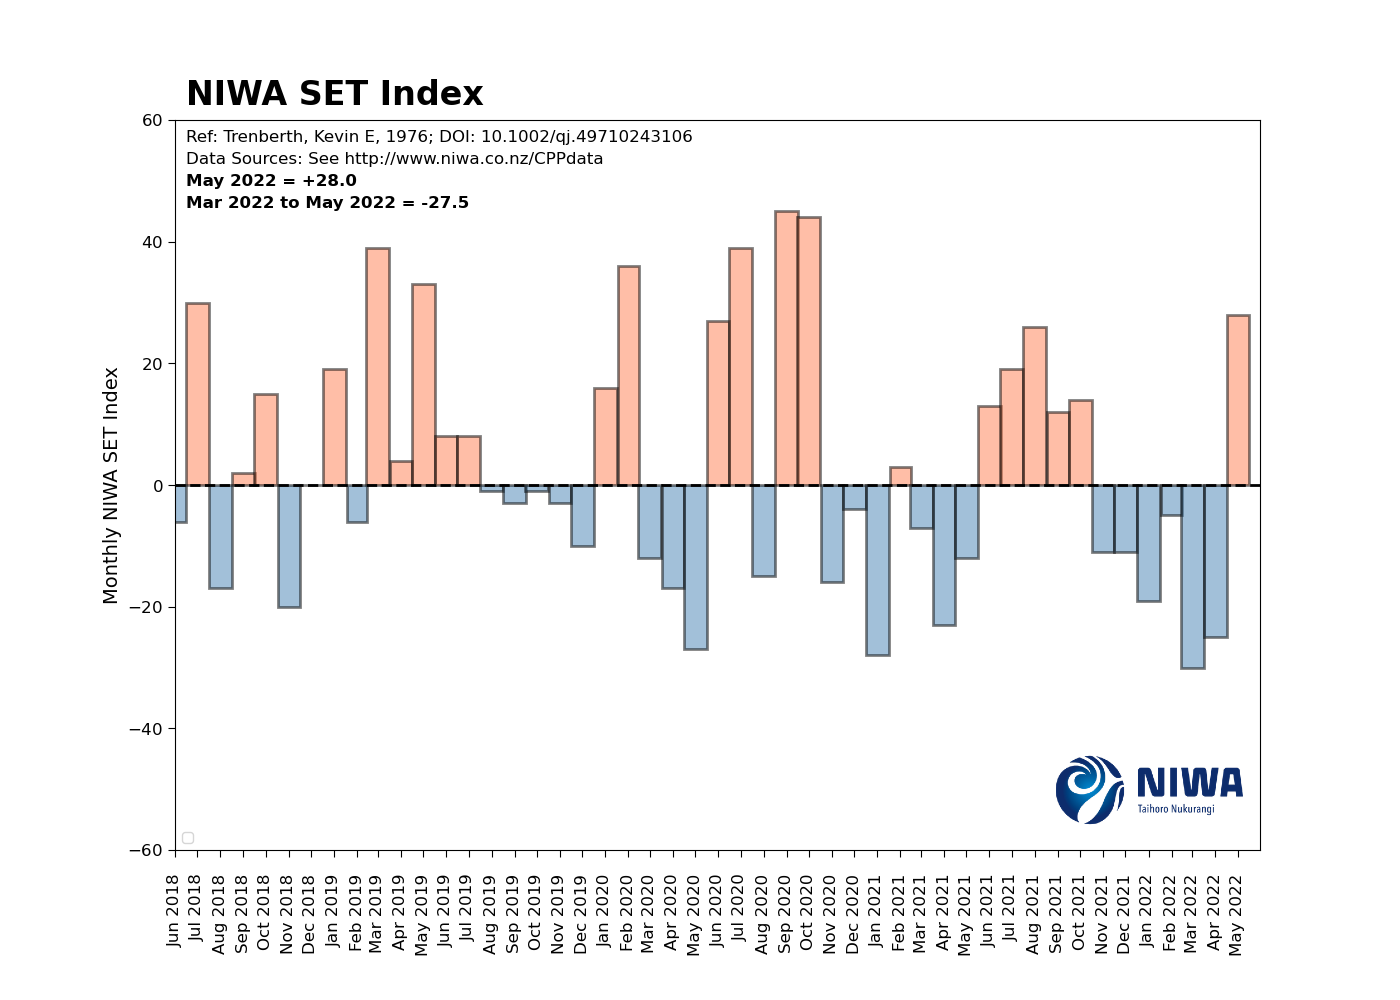 NIWA SET Index
Ref: Trenberth, Kevin E, 1976; DOI: 10.1002/qj.49710243106
Data Sources: See http://www.niwa.co.nz/CPPdata
May 2022 = +28.0
Mar 2022 to May 2022 = -27.5
Monthly NIWA SET Index
60
40
20
0
−20
−40
−60
NIWA
Taihoro Nukurangi
Jun 2018
Jul 2018
Aug 2018
Sep 2018
Oct 2018
Nov 2018
Dec 2018
Jan 2019
Feb 2019
Mar 2019
Apr 2019
May 2019
Jun 2019
Jul 2019
Aug 2019
Sep 2019
Oct 2019
Nov 2019
Dec 2019
Jan 2020
Feb 2020
Mar 2020
Apr 2020
May 2020
Jun 2020
Jul 2020
Aug 2020
Sep 2020
Oct 2020
Nov 2020
Dec 2020
Jan 2021
Feb 2021
Mar 2021
Apr 2021
May 2021
Jun 2021
Jul 2021
Aug 2021
Sep 2021
Oct 2021
Nov 2021
Dec 2021
Jan 2022
Feb 2022
Mar 2022
Apr 2022
May 2022